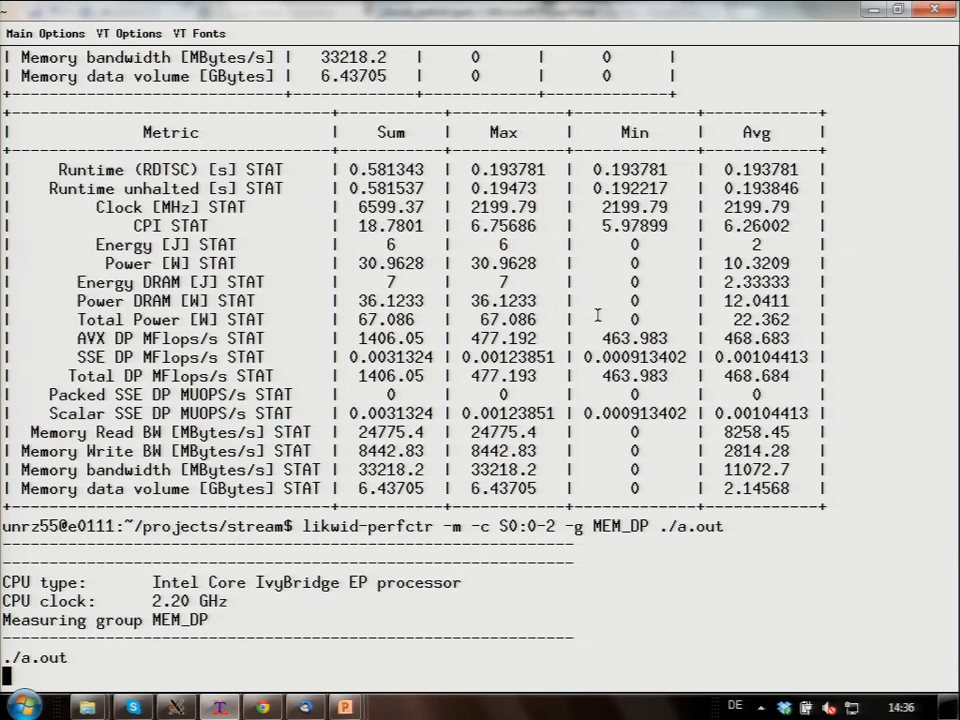 Main Options VT Options VT Fonts
| Memory bandwidth [MBytes/s] | 33218.2 | 0 | 0 |
| Memory data volume [GBytes] | 6.43705 | 0 | 0 |
| Metric | Sum | Max | Min | Avg |
| Runtime (RDTSC) [s] STAT | 0.581343 | 0.193781 | 0.193781 | 0.193781 |
| Runtime unhalted [s] STAT | 0.581537 | 0.19473 | 0.192217 | 0.193846 |
| Clock [MHz] STAT | 6599.37 | 2199.79 | 2199.79 | 2199.79 |
| CPI STAT | 18.7801 | 6.75686 | 5.97899 | 6.26002 |
| Energy [J] STAT | 6 | 6 | 0 | 2 |
| Power [W] STAT | 30.9628 | 30.9628 | 0 | 10.3209 |
| Energy DRAM [J] STAT | 7 | 7 | 0 | 2.33333 |
| Power DRAM [W] STAT | 36.1233 | 36.1233 | 0 | 12.0411 |
| Total Power [W] STAT | 67.086 | 67.086 | 0 | 22.362 |
| AVX DP MFlops/s STAT | 1406.05 | 477.192 | 463.983 | 468.683 |
| SSE DP MFlops/s STAT | 0.0031324 | 0.00123851 | 0.000913402 | 0.00104413 |
| Total DP MFlops/s STAT | 1406.05 | 477.193 | 463.983 | 468.684 |
| Packed SSE DP MUOPS/s STAT | 0 | 0 | 0 | 0 |
| Scalar SSE DP MUOPS/s STAT | 0.0031324 | 0.00123851 | 0.000913402 | 0.00104413 |
| Memory Read BW [MBytes/s] STAT | 24775.4 | 24775.4 | 0 | 8258.45 |
| Memory Write BW [MBytes/s] STAT | 8442.83 | 8442.83 | 0 | 2814.28 |
| Memory bandwidth [MBytes/s] STAT | 33218.2 | 33218.2 | 0 | 11072.7 |
| Memory data volume [GBytes] STAT | 6.43705 | 6.43705 | 0 | 2.14568 |
unrz55@e0111:~/projects/stream$ likwid-perfctr -m -c S0:0-2 -g MEM_DP ./a.out
CPU type: Intel Core IvyBridge EP processor
CPU clock: 2.20 GHz
Measuring group MEM_DP
./a.out
DE 14:36